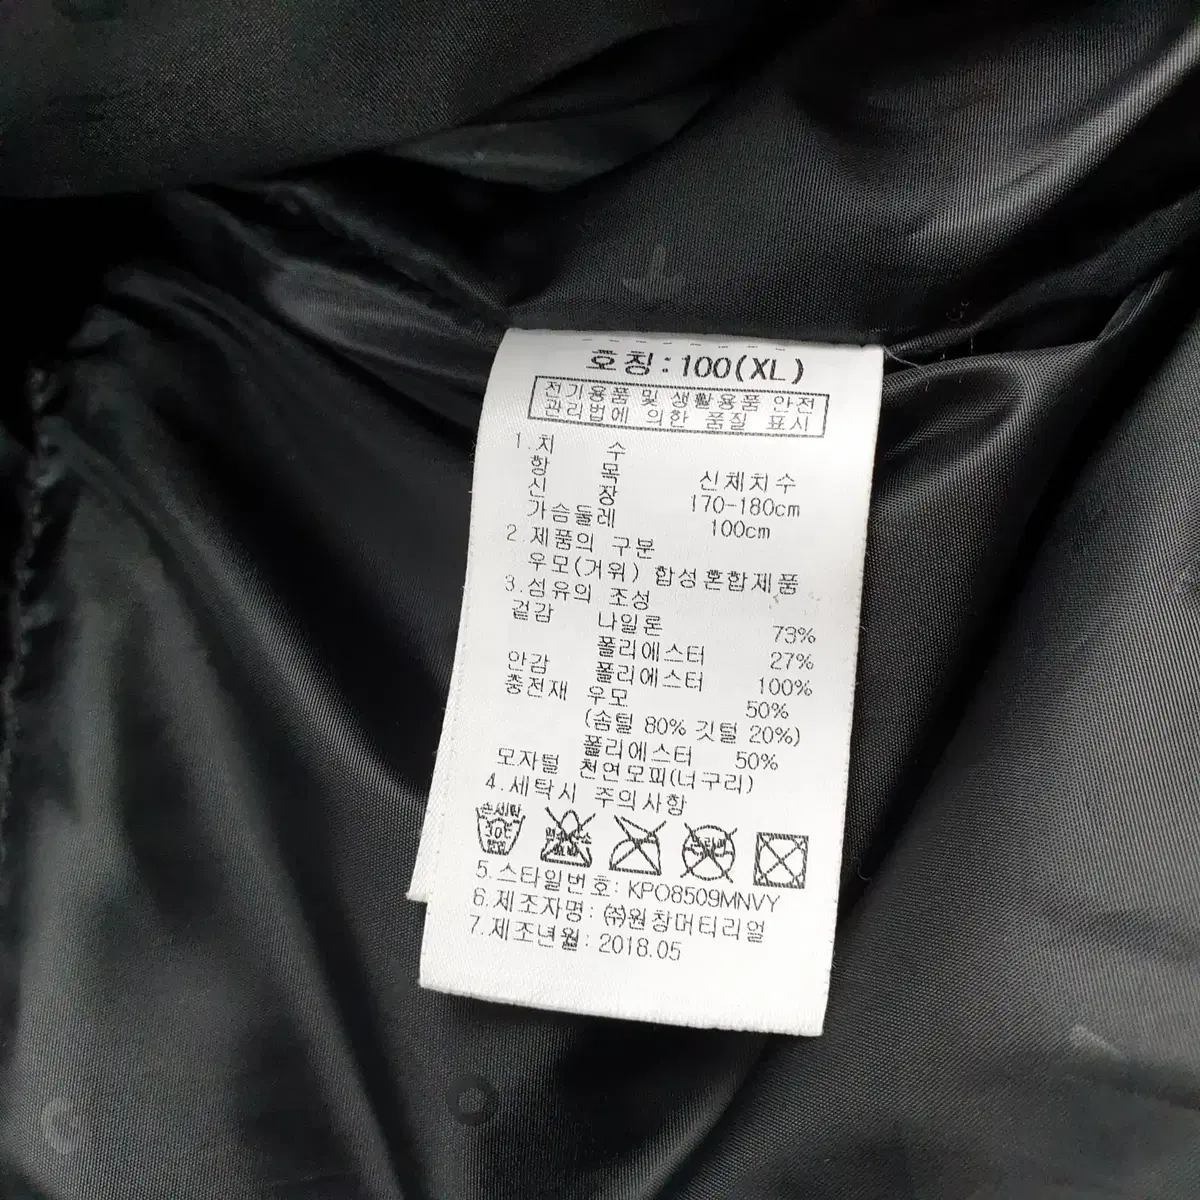 호칭:100(XL)
전기용품 및 생활용품 안전
관리법에 의한 품질 표시
1.치 수
항 목 신체치수
신 장 170-180cm
가슴둘레 100cm
2.제품의 구분
우모(거위) 합성혼합제품
3.섬유의 조성
겉감 나일론 73%
폴리에스터 27%
안감 폴리에스터 100%
충전재 우모 50%
(솜털 80% 깃털 20%)
폴리에스터 50%
모자털 천연모피(너구리)
4.세탁시 주의사항
손세탁
30℃
중성
5.스타일번호: KPO8509MNVY
6.제조자명: ㈜원창머티리얼
7.제조년월: 2018.05